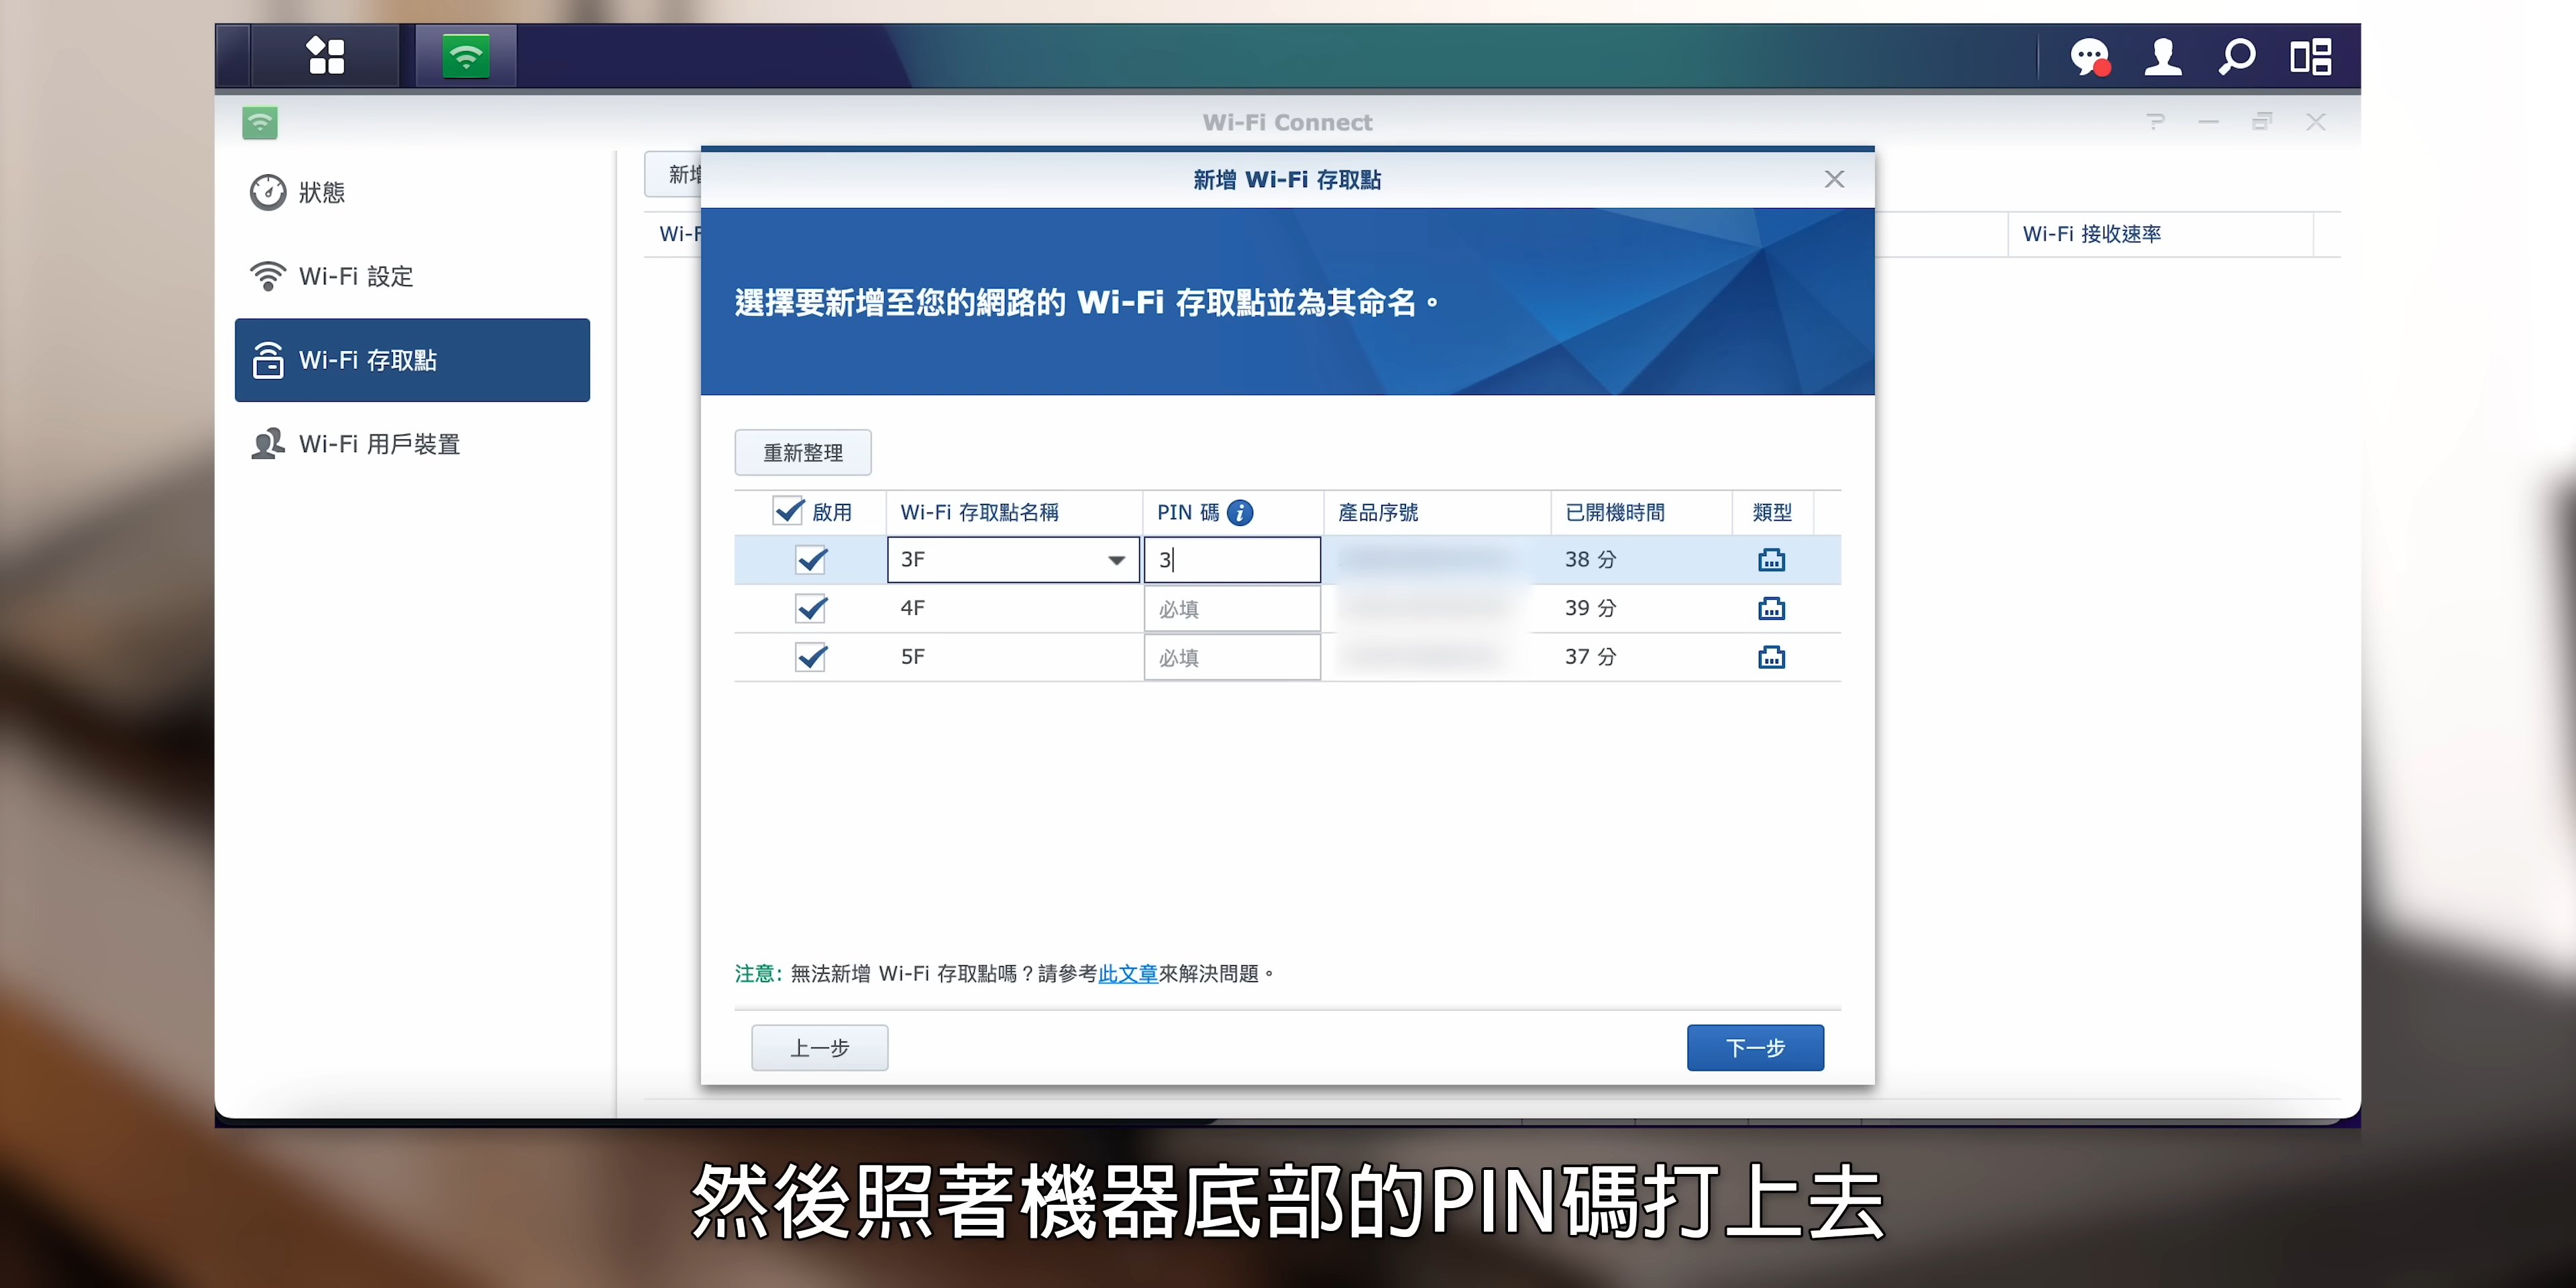 Wi-Fi Connect
狀態
Wi-Fi 設定
Wi-Fi 存取點
Wi-Fi 用戶裝置
Wi-Fi 接收速率
新增 Wi-Fi 存取點
選擇要新增至您的網路的 Wi-Fi 存取點並為其命名。
重新整理
啟用 Wi-Fi 存取點名稱 PIN 碼 產品序號 已開機時間 類型
3F 3 38 分
4F 必填 39 分
5F 必填 37 分
注意: 無法新增 Wi-Fi 存取點嗎？請參考此文章來解決問題。
上一步 下一步
然後照著機器底部的PIN碼打上去